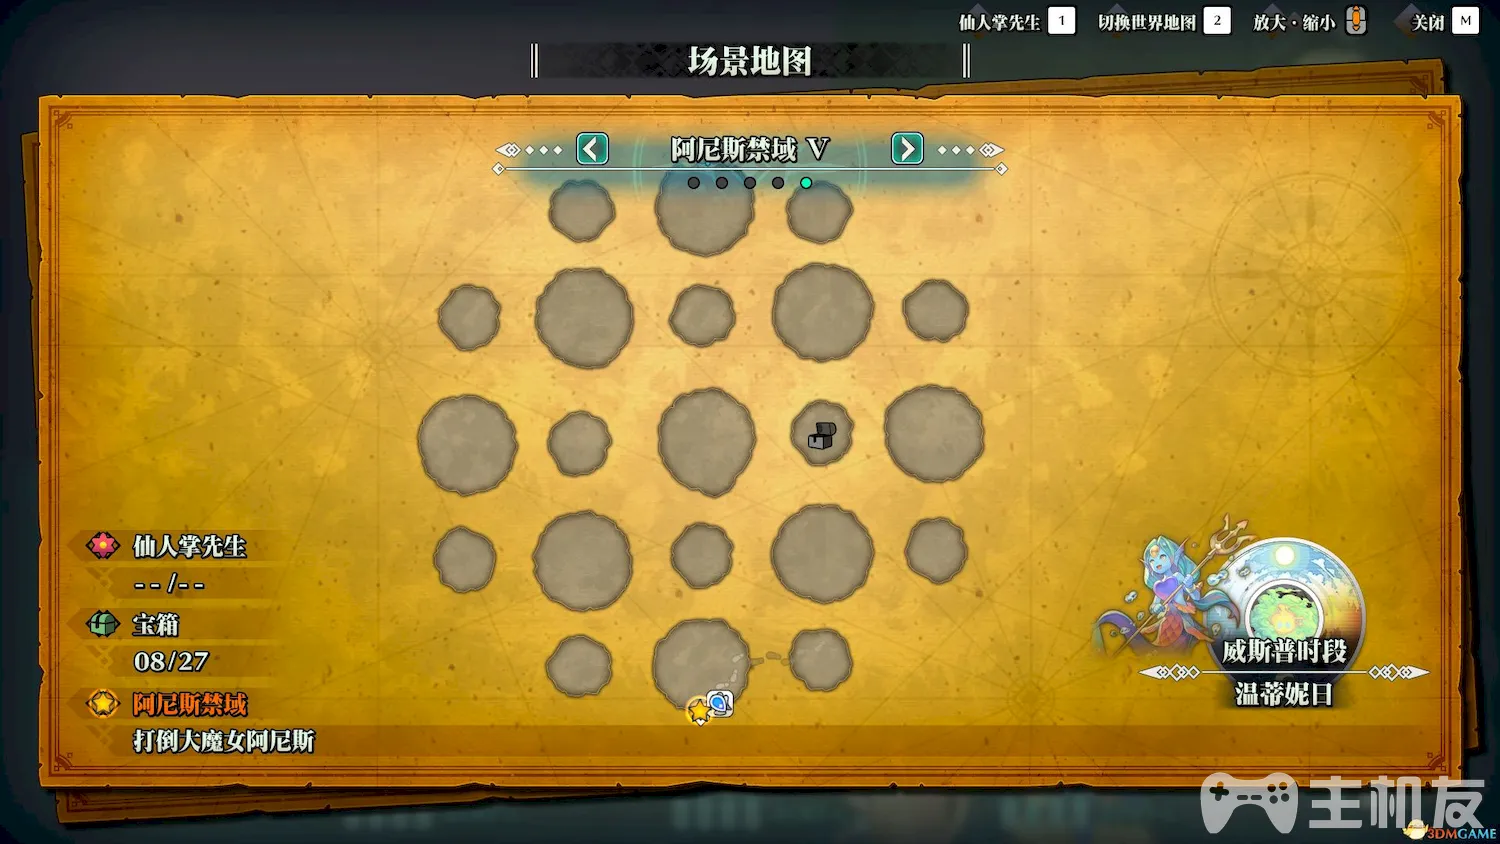 仙人掌先生 1 切换世界地图 2 放大·缩小 关闭 M
场景地图
阿尼斯禁域 V
仙人掌先生
--/--
宝箱
08/27
阿尼斯禁域
打倒大魔女阿尼斯
威斯普时段
温蒂妮日
主机友
3DMGAME